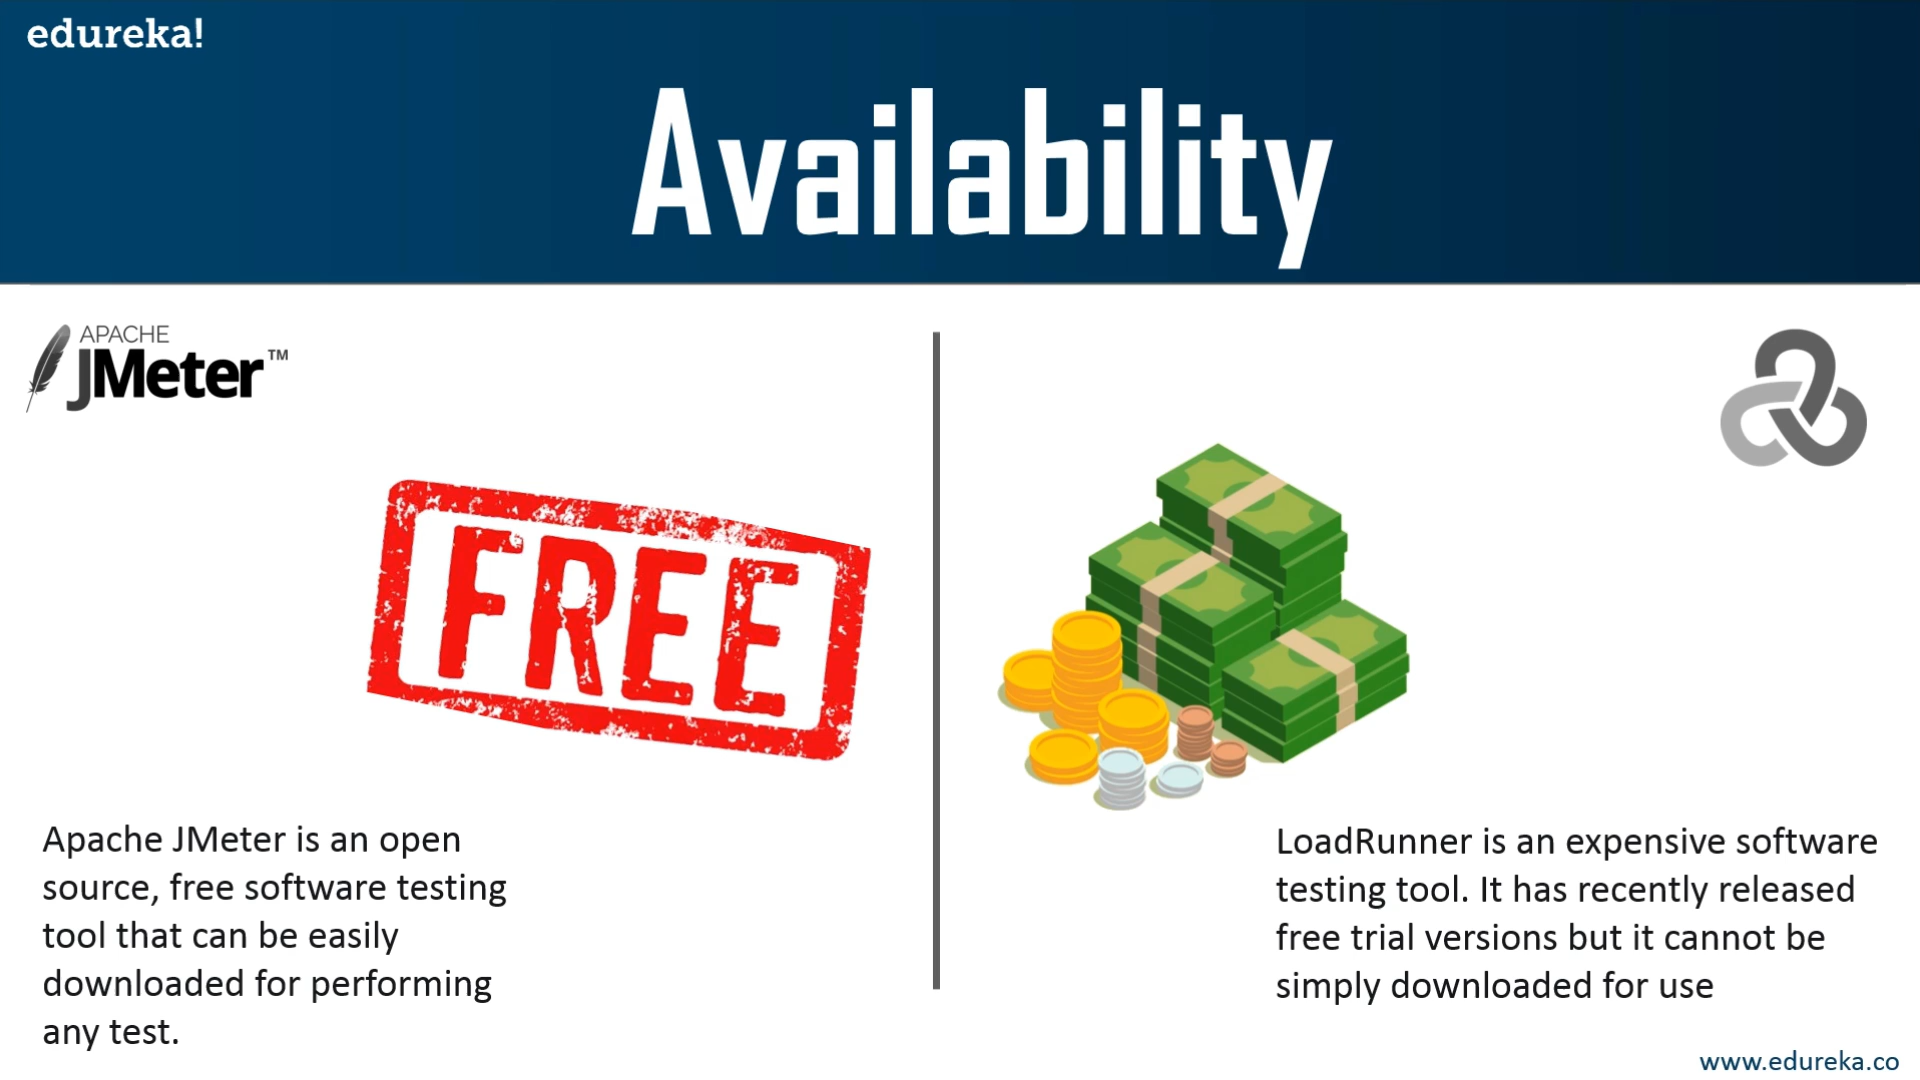 edureka!
Availability
APACHE
JMeter™
FREE
Apache JMeter is an open
source, free software testing
tool that can be easily
downloaded for performing
any test.
LoadRunner is an expensive software
testing tool. It has recently released
free trial versions but it cannot be
simply downloaded for use
www.edureka.co